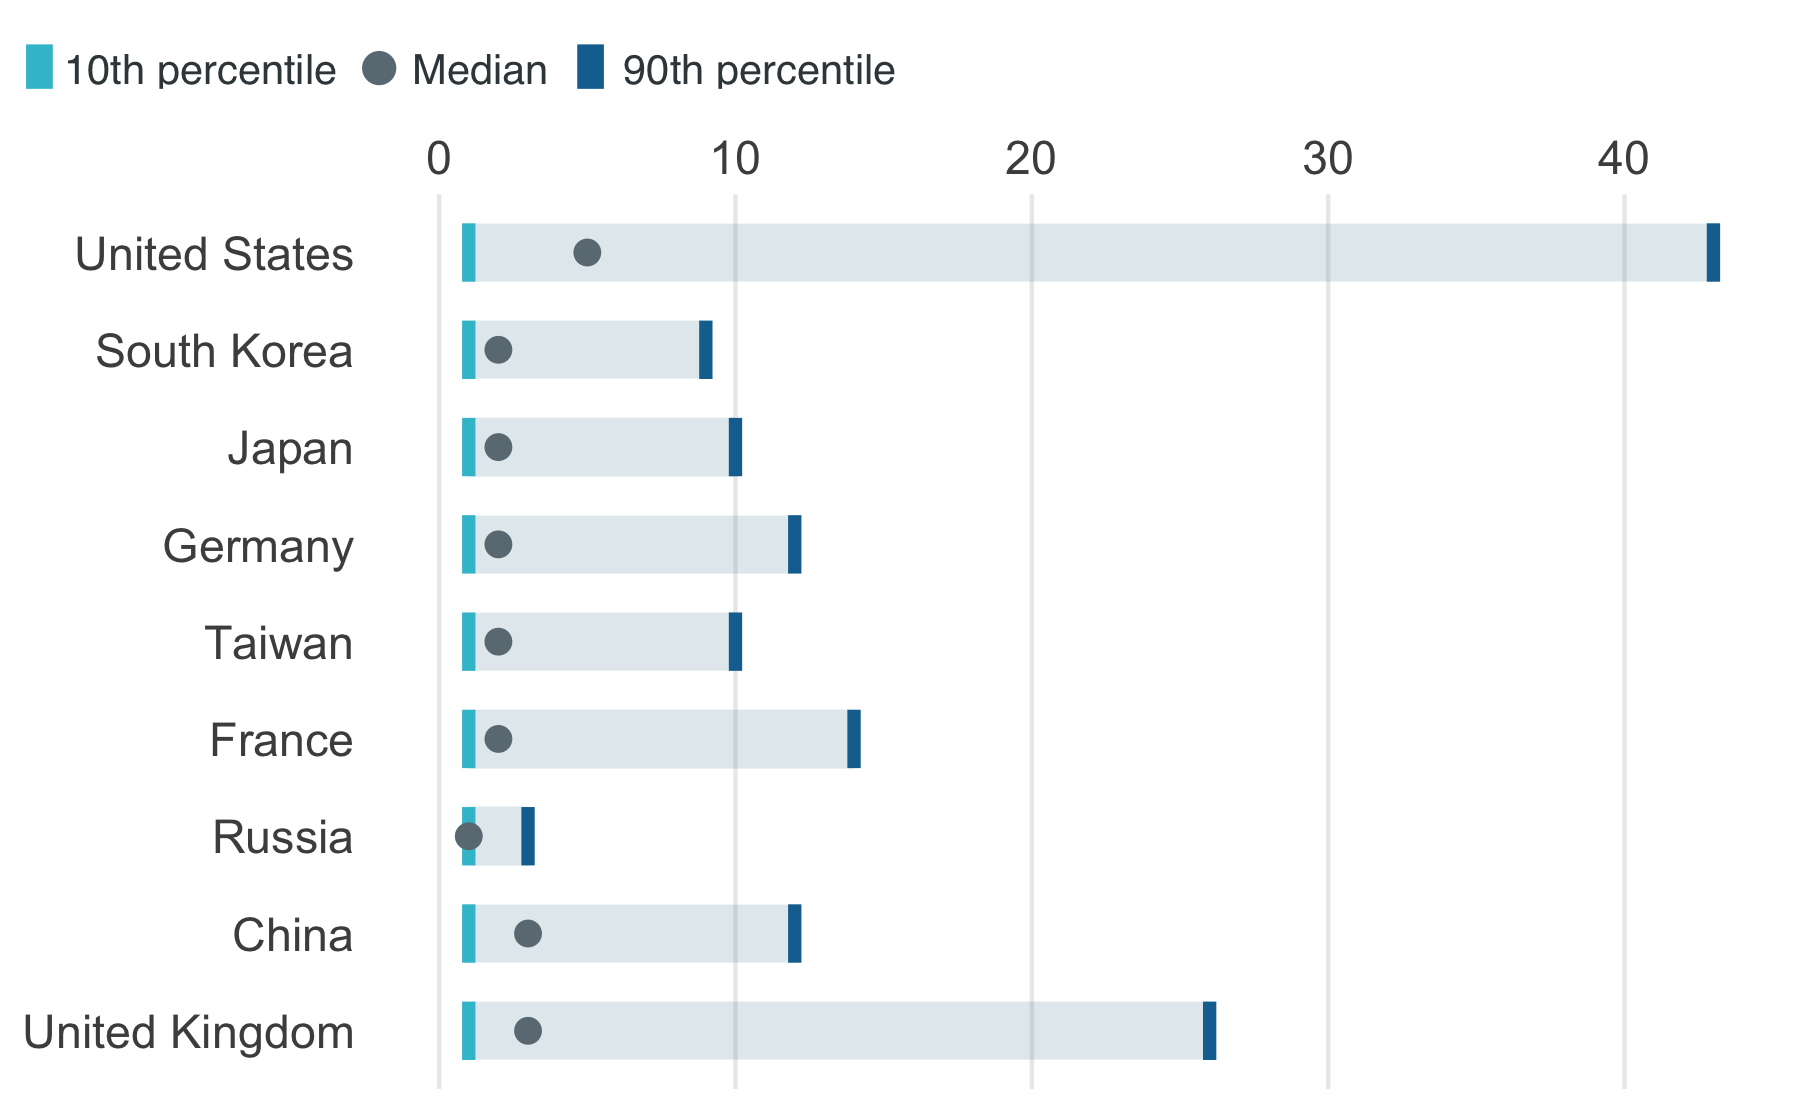 10th percentile Median 90th percentile
0 10 20 30 40
United States
South Korea
Japan
Germany
Taiwan
France
Russia
China
United Kingdom